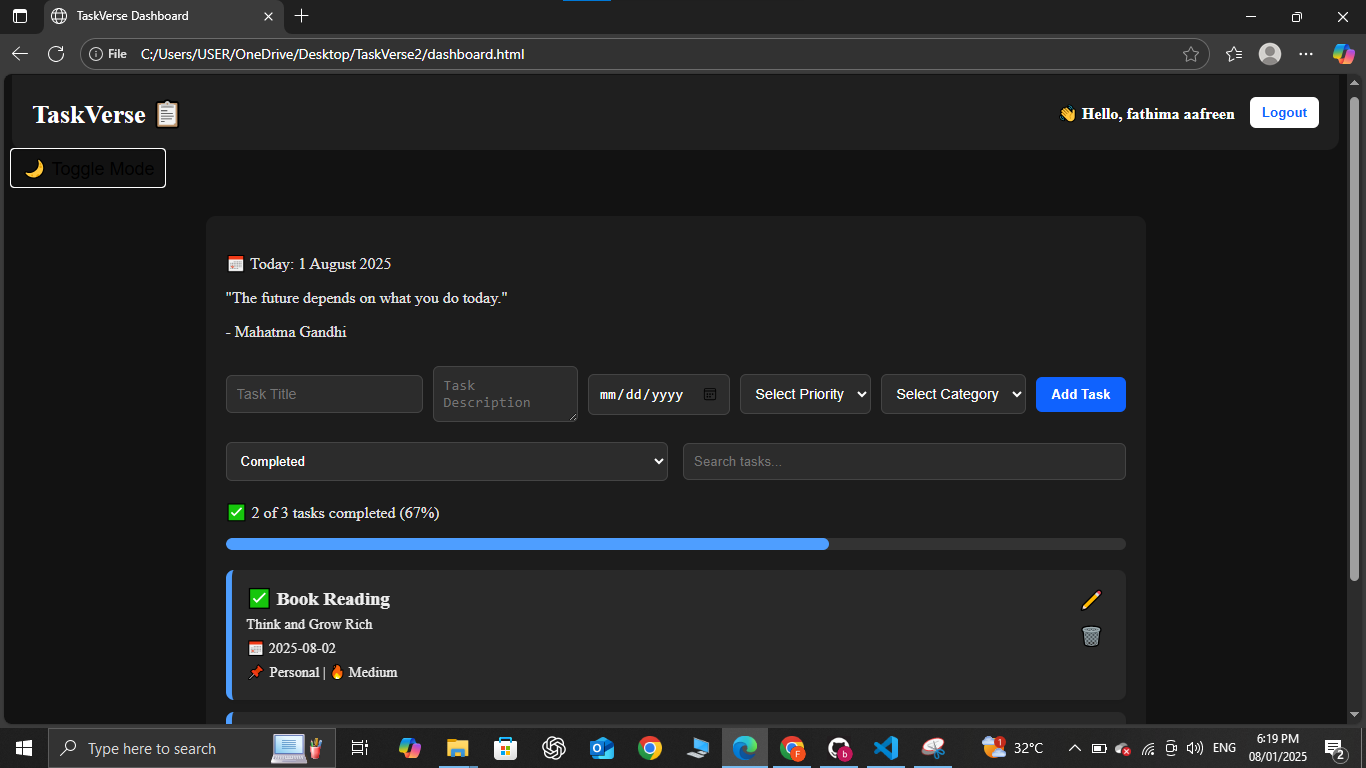 TaskVerse Dashboard
File C:/Users/USER/OneDrive/Desktop/TaskVerse2/dashboard.html
TaskVerse 📋
👋 Hello, fathima aafreen Logout
🌙 Toggle Mode
📅 Today: 1 August 2025
"The future depends on what you do today."
- Mahatma Gandhi
Task Title
Task
Description
mm/dd/yyyy
Select Priority
Select Category
Add Task
Completed
Search tasks...
✅ 2 of 3 tasks completed (67%)
✅ Book Reading
Think and Grow Rich
📅 2025-08-02
📌 Personal | 🔥 Medium
Type here to search
1
32°C
ENG
6:19 PM
08/01/2025
2
F
b